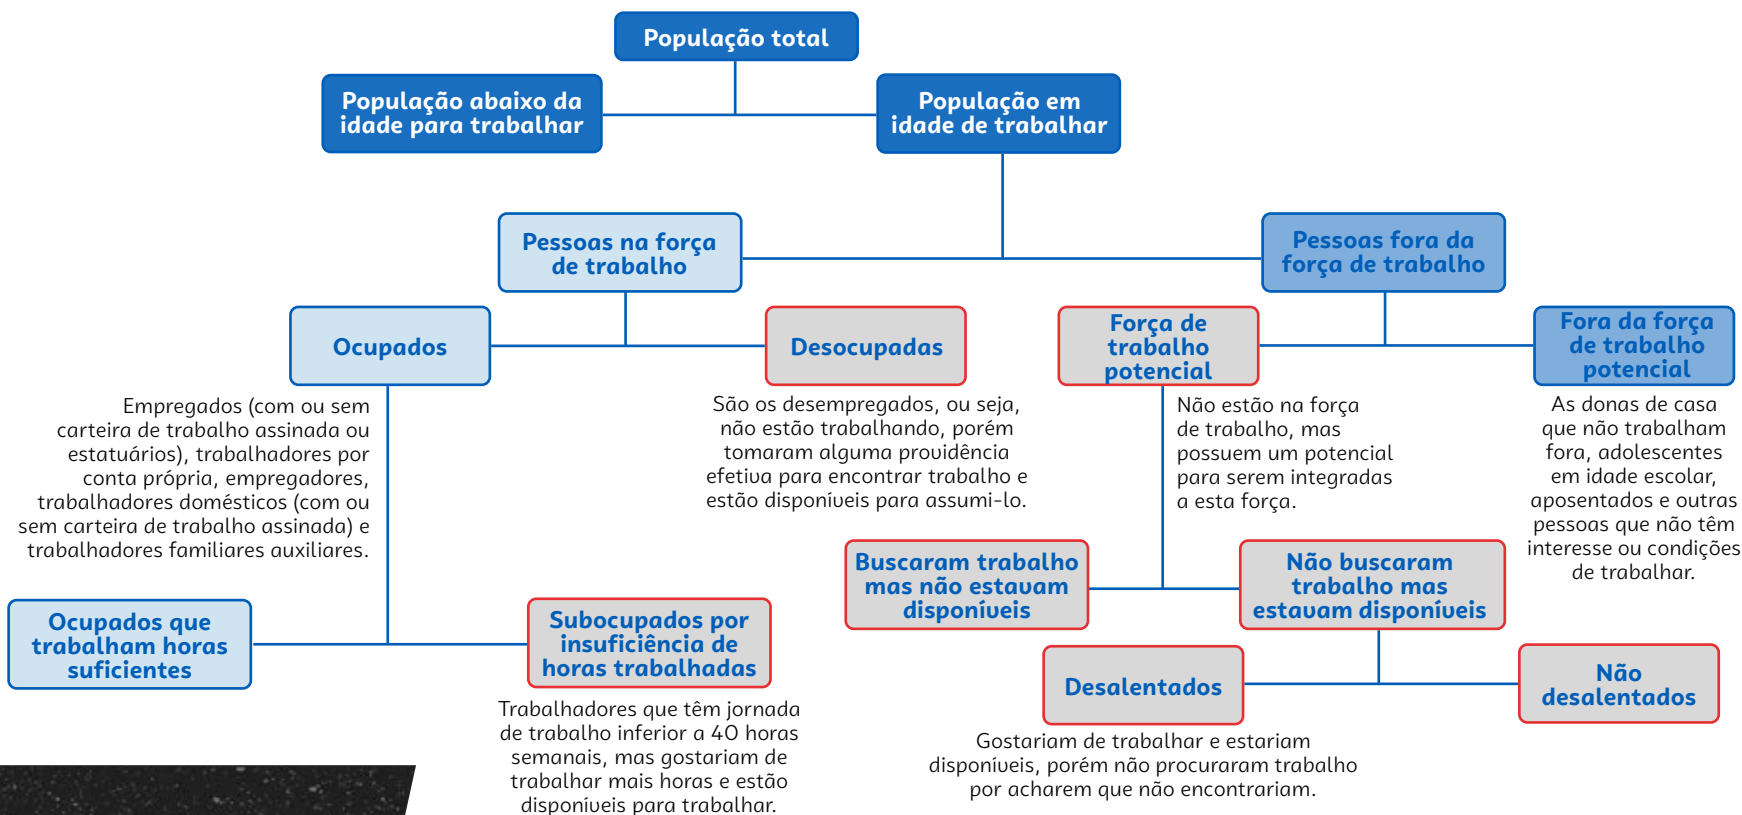 População total
População abaixo da
idade para trabalhar
População em
idade de trabalhar
Pessoas na força
de trabalho
Pessoas fora da
força de trabalho
Ocupados
Desocupadas
Força de
trabalho
potencial
Fora da força
de trabalho
potencial
Empregados (com ou sem
carteira de trabalho assinada ou
estatuários), trabalhadores por
conta própria, empregadores,
trabalhadores domésticos (com ou
sem carteira de trabalho assinada) e
trabalhadores familiares auxiliares.
São os desempregados, ou seja,
não estão trabalhando, porém
tomaram alguma providência
efetiva para encontrar trabalho e
estão disponíveis para assumi-lo.
Não estão na força
de trabalho, mas
possuem um potencial
para serem integradas
a esta força.
As donas de casa
que não trabalham
fora, adolescentes
em idade escolar,
aposentados e outras
pessoas que não têm
interesse ou condições
de trabalhar.
Buscaram trabalho
mas não estavam
disponíveis
Não buscaram
trabalho mas
estavam disponíveis
Ocupados que
trabalham horas
suficientes
Subocupados por
insuficiência de
horas trabalhadas
Desalentados
Não
desalentados
Trabalhadores que têm jornada
de trabalho inferior a 40 horas
semanais, mas gostariam de
trabalhar mais horas e estão
disponíveis para trabalhar.
Gostariam de trabalhar e estariam
disponíveis, porém não procuraram trabalho
por acharem que não encontrariam.